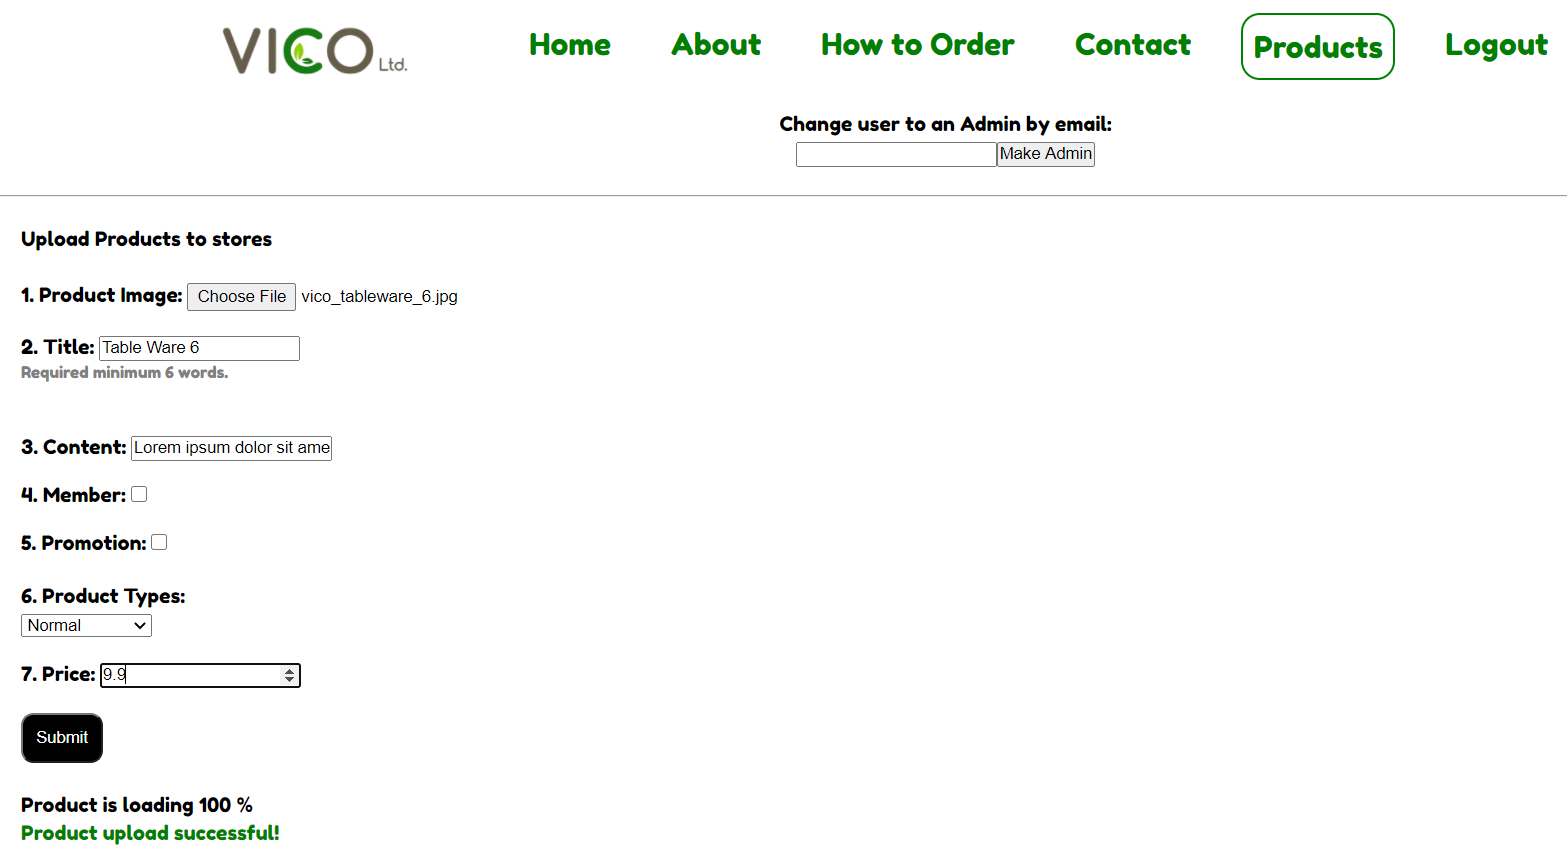 VICO Ltd.
Home About How to Order Contact Products Logout
Change user to an Admin by email:
Make Admin
Upload Products to stores
1. Product Image: Choose File vico_tableware_6.jpg
2. Title: Table Ware 6
Required minimum 6 words.
3. Content: Lorem ipsum dolor sit ame
4. Member:
5. Promotion:
6. Product Types:
Normal
7. Price: 9.9
Submit
Product is loading 100 %
Product upload successful!